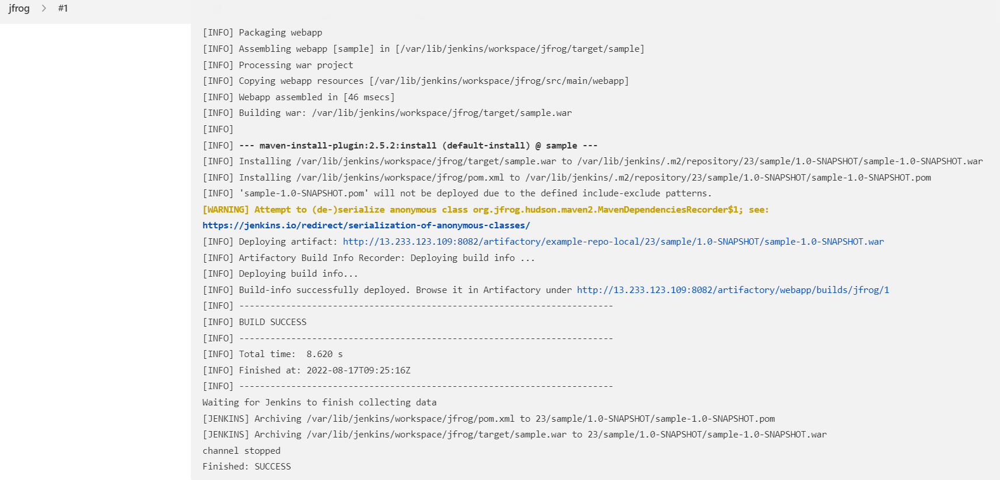 jfrog > #1
[INFO] Packaging webapp
[INFO] Assembling webapp [sample] in [/var/lib/jenkins/workspace/jfrog/target/sample]
[INFO] Processing war project
[INFO] Copying webapp resources [/var/lib/jenkins/workspace/jfrog/src/main/webapp]
[INFO] Webapp assembled in [46 msecs]
[INFO] Building war: /var/lib/jenkins/workspace/jfrog/target/sample.war
[INFO]
[INFO] --- maven-install-plugin:2.5.2:install (default-install) @ sample ---
[INFO] Installing /var/lib/jenkins/workspace/jfrog/target/sample.war to /var/lib/jenkins/.m2/repository/23/sample/1.0-SNAPSHOT/sample-1.0-SNAPSHOT.war
[INFO] Installing /var/lib/jenkins/workspace/jfrog/pom.xml to /var/lib/jenkins/.m2/repository/23/sample/1.0-SNAPSHOT/sample-1.0-SNAPSHOT.pom
[INFO] 'sample-1.0-SNAPSHOT.pom' will not be deployed due to the defined include-exclude patterns.
[WARNING] Attempt to (de-)serialize anonymous class org.jfrog.hudson.maven2.MavenDependenciesRecorder$1; see:
https://jenkins.io/redirect/serialization-of-anonymous-classes/
[INFO] Deploying artifact: http://13.233.123.109:8082/artifactory/example-repo-local/23/sample/1.0-SNAPSHOT/sample-1.0-SNAPSHOT.war
[INFO] Artifactory Build Info Recorder: Deploying build info ...
[INFO] Deploying build info...
[INFO] Build-info successfully deployed. Browse it in Artifactory under http://13.233.123.109:8082/artifactory/webapp/builds/jfrog/1
[INFO] ------------------------------------------------------------------------
[INFO] BUILD SUCCESS
[INFO] ------------------------------------------------------------------------
[INFO] Total time:  8.620 s
[INFO] Finished at: 2022-08-17T09:25:16Z
[INFO] ------------------------------------------------------------------------
Waiting for Jenkins to finish collecting data
[JENKINS] Archiving /var/lib/jenkins/workspace/jfrog/pom.xml to 23/sample/1.0-SNAPSHOT/sample-1.0-SNAPSHOT.pom
[JENKINS] Archiving /var/lib/jenkins/workspace/jfrog/target/sample.war to 23/sample/1.0-SNAPSHOT/sample-1.0-SNAPSHOT.war
channel stopped
Finished: SUCCESS